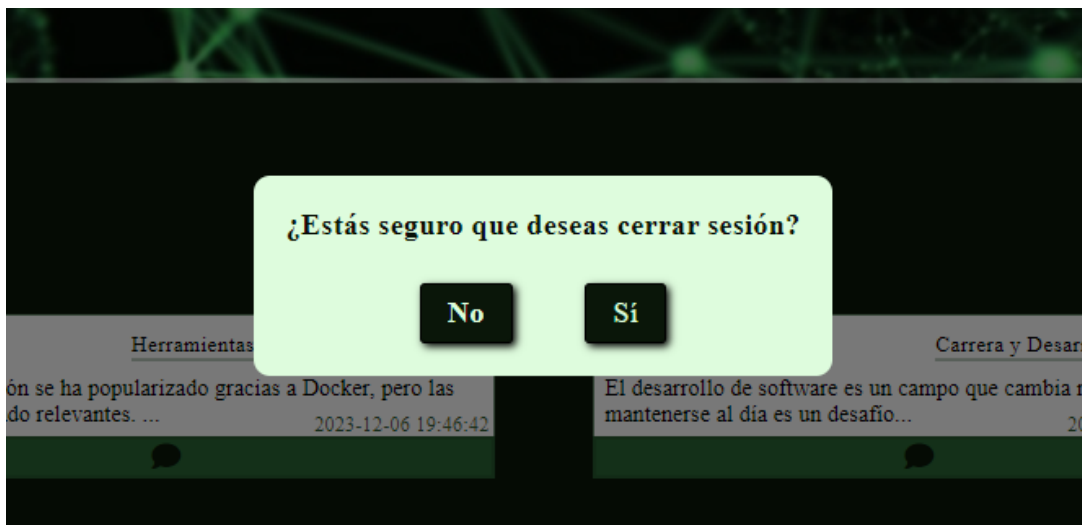 ¿Estás seguro que deseas cerrar sesión?
No
Sí
Herramientas
ón se ha popularizado gracias a Docker, pero las
do relevantes. ...
2023-12-06 19:46:42
Carrera y Desar
El desarrollo de software es un campo que cambia
mantenerse al día es un desafío...
20